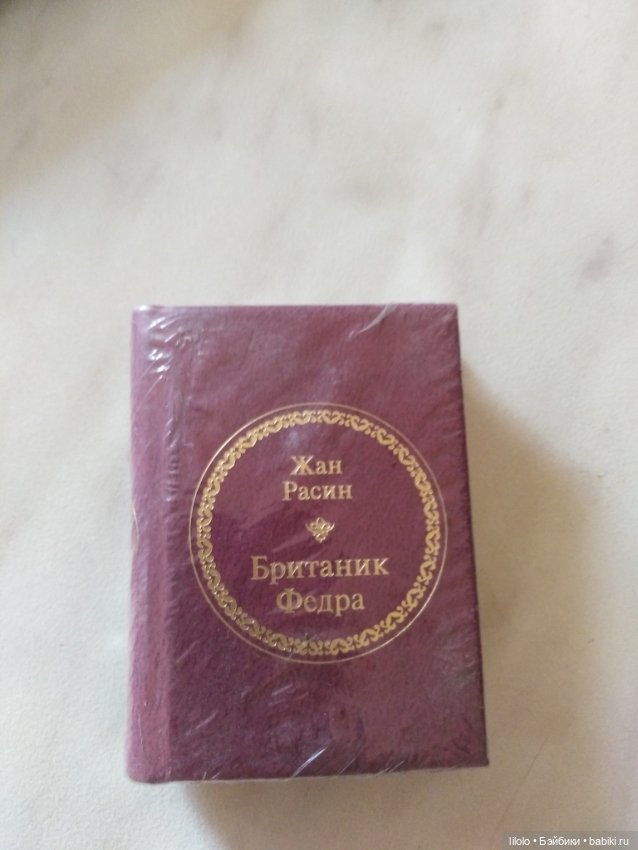 Жан
Расин
Британик
Федра
lilolo • Бэйбики • babiki.ru